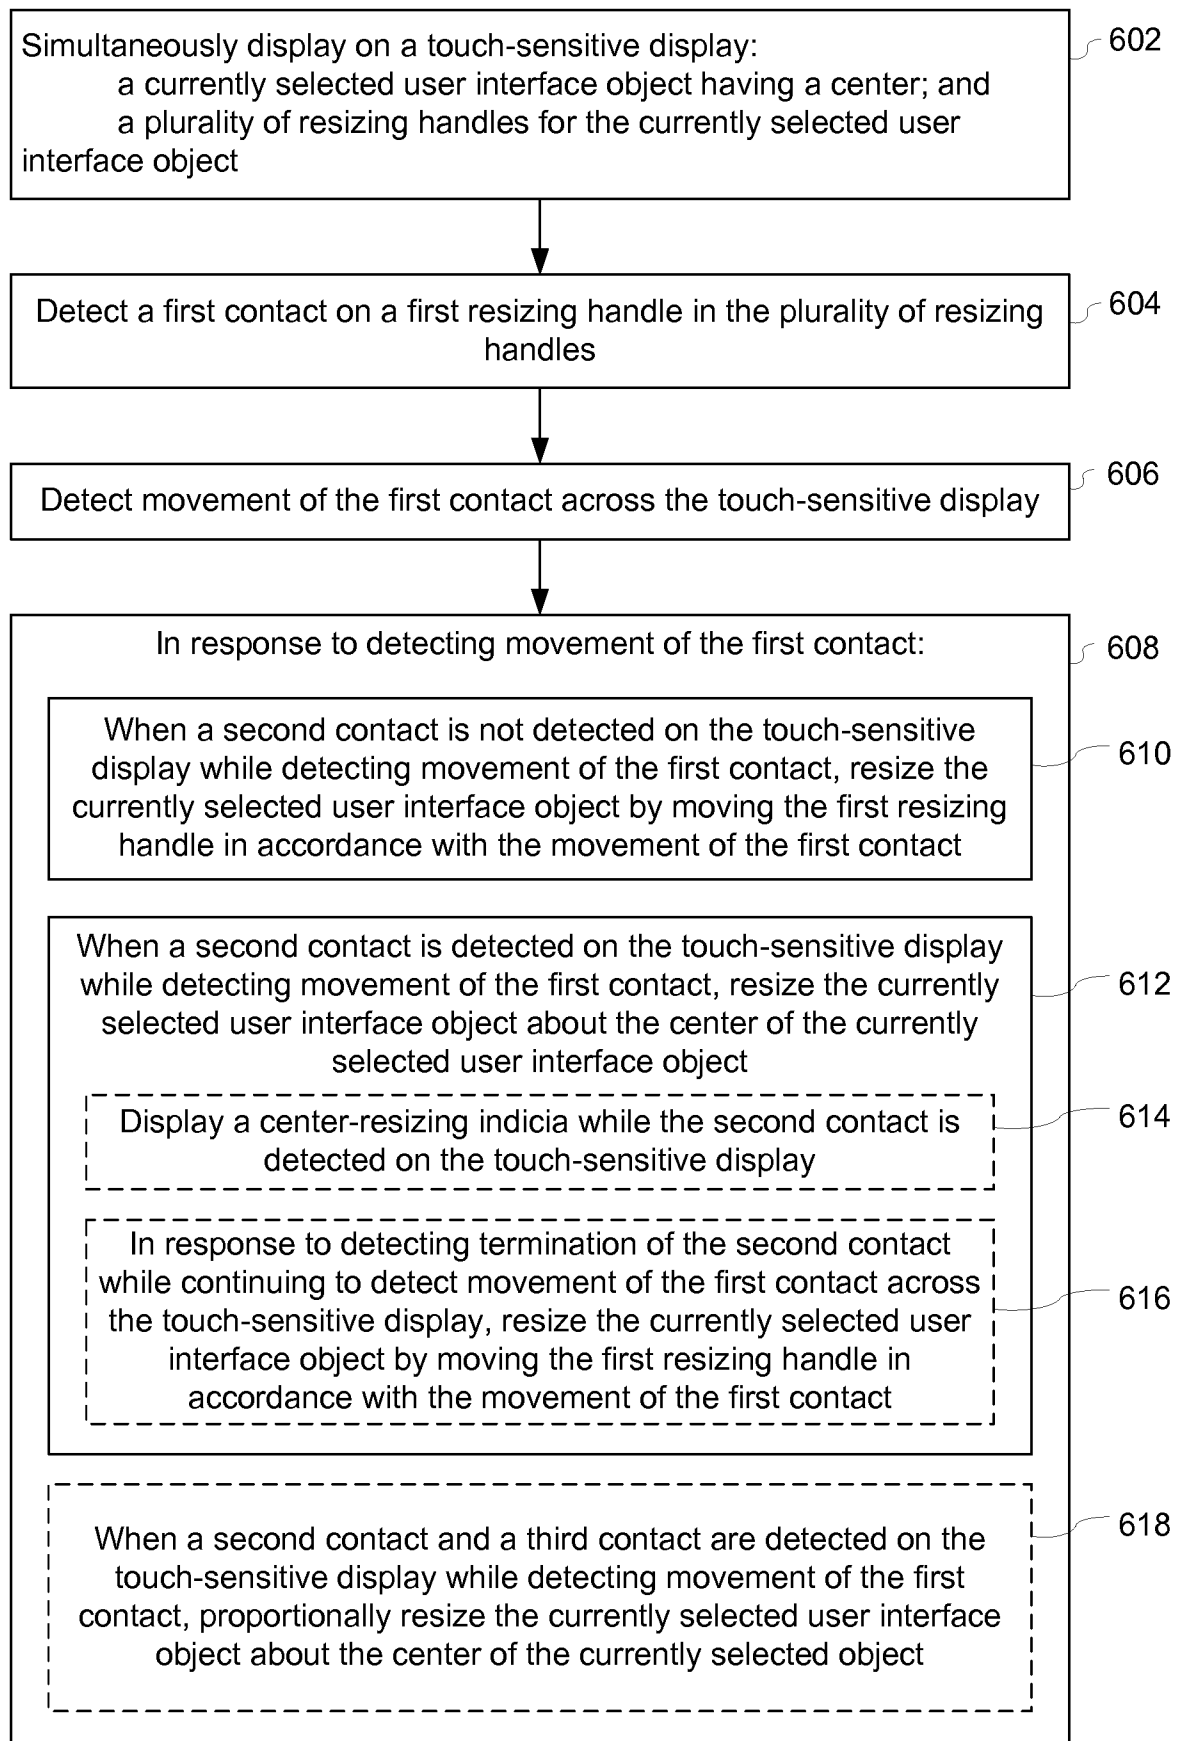 Simultaneously display on a touch-sensitive display:
a currently selected user interface object having a center; and
a plurality of resizing handles for the currently selected user
interface object
602
Detect a first contact on a first resizing handle in the plurality of resizing
handles
604
Detect movement of the first contact across the touch-sensitive display
606
In response to detecting movement of the first contact:
608
When a second contact is not detected on the touch-sensitive
display while detecting movement of the first contact, resize the
currently selected user interface object by moving the first resizing
handle in accordance with the movement of the first contact
610
When a second contact is detected on the touch-sensitive display
while detecting movement of the first contact, resize the currently
selected user interface object about the center of the currently
selected user interface object
612
Display a center-resizing indicia while the second contact is
detected on the touch-sensitive display
614
In response to detecting termination of the second contact
while continuing to detect movement of the first contact across
the touch-sensitive display, resize the currently selected user
interface object by moving the first resizing handle in
accordance with the movement of the first contact
616
When a second contact and a third contact are detected on the
touch-sensitive display while detecting movement of the first
contact, proportionally resize the currently selected user interface
object about the center of the currently selected object
618